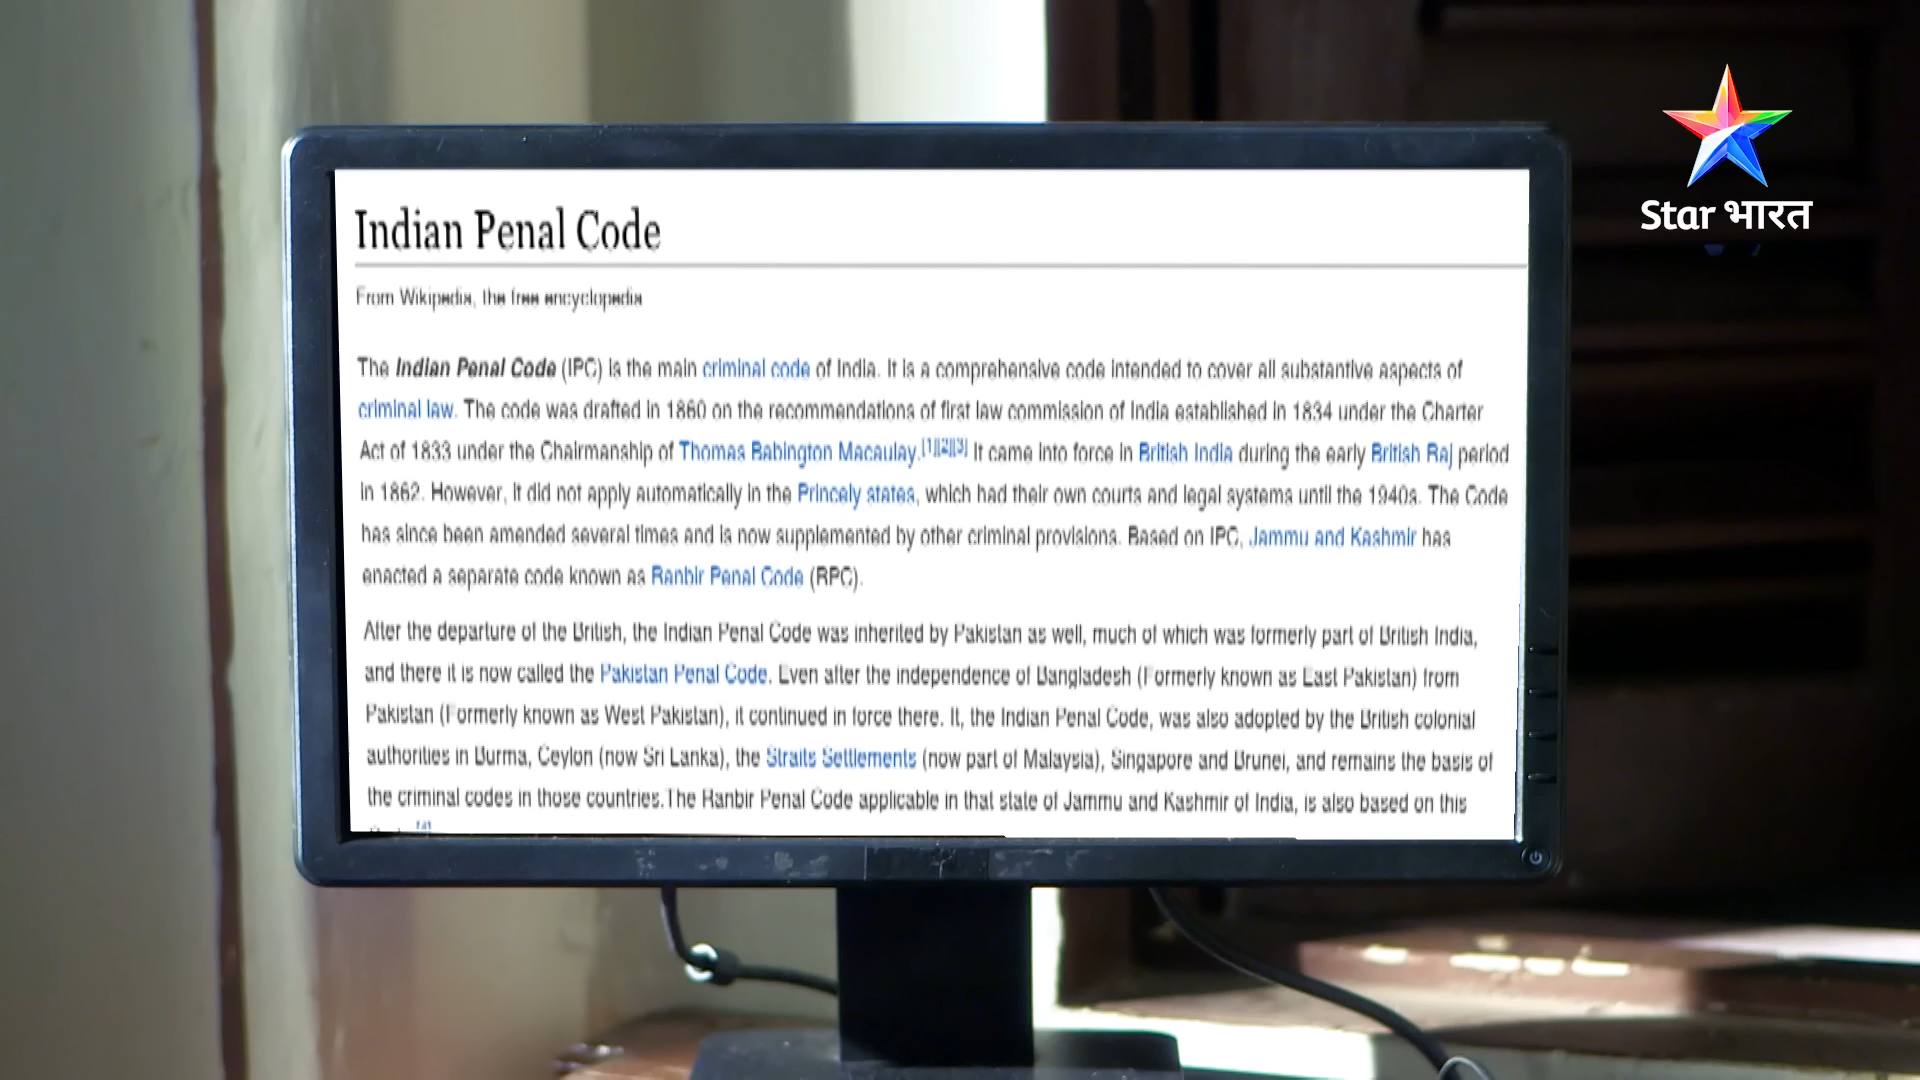 Star भारत
Indian Penal Code
From Wikipedia, the free encyclopedia
The Indian Penal Code (IPC) is the main criminal code of India. It is a comprehensive code intended to cover all substantive aspects of
criminal law. The code was drafted in 1860 on the recommendations of first law commission of India established in 1834 under the Charter
Act of 1833 under the Chairmanship of Thomas Babington Macaulay.[1][2][3] It came into force in British India during the early British Raj period
in 1862. However, it did not apply automatically in the Princely states, which had their own courts and legal systems until the 1940s. The Code
has since been amended several times and is now supplemented by other criminal provisions. Based on IPC, Jammu and Kashmir has
enacted a separate code known as Ranbir Penal Code (RPC).
After the departure of the British, the Indian Penal Code was inherited by Pakistan as well, much of which was formerly part of British India,
and there it is now called the Pakistan Penal Code. Even after the independence of Bangladesh (Formerly known as East Pakistan) from
Pakistan (Formerly known as West Pakistan), it continued in force there. It, the Indian Penal Code, was also adopted by the British colonial
authorities in Burma, Ceylon (now Sri Lanka), the Straits Settlements (now part of Malaysia), Singapore and Brunei, and remains the basis of
the criminal codes in those countries.The Ranbir Penal Code applicable in that state of Jammu and Kashmir of India, is also based on this
[4]